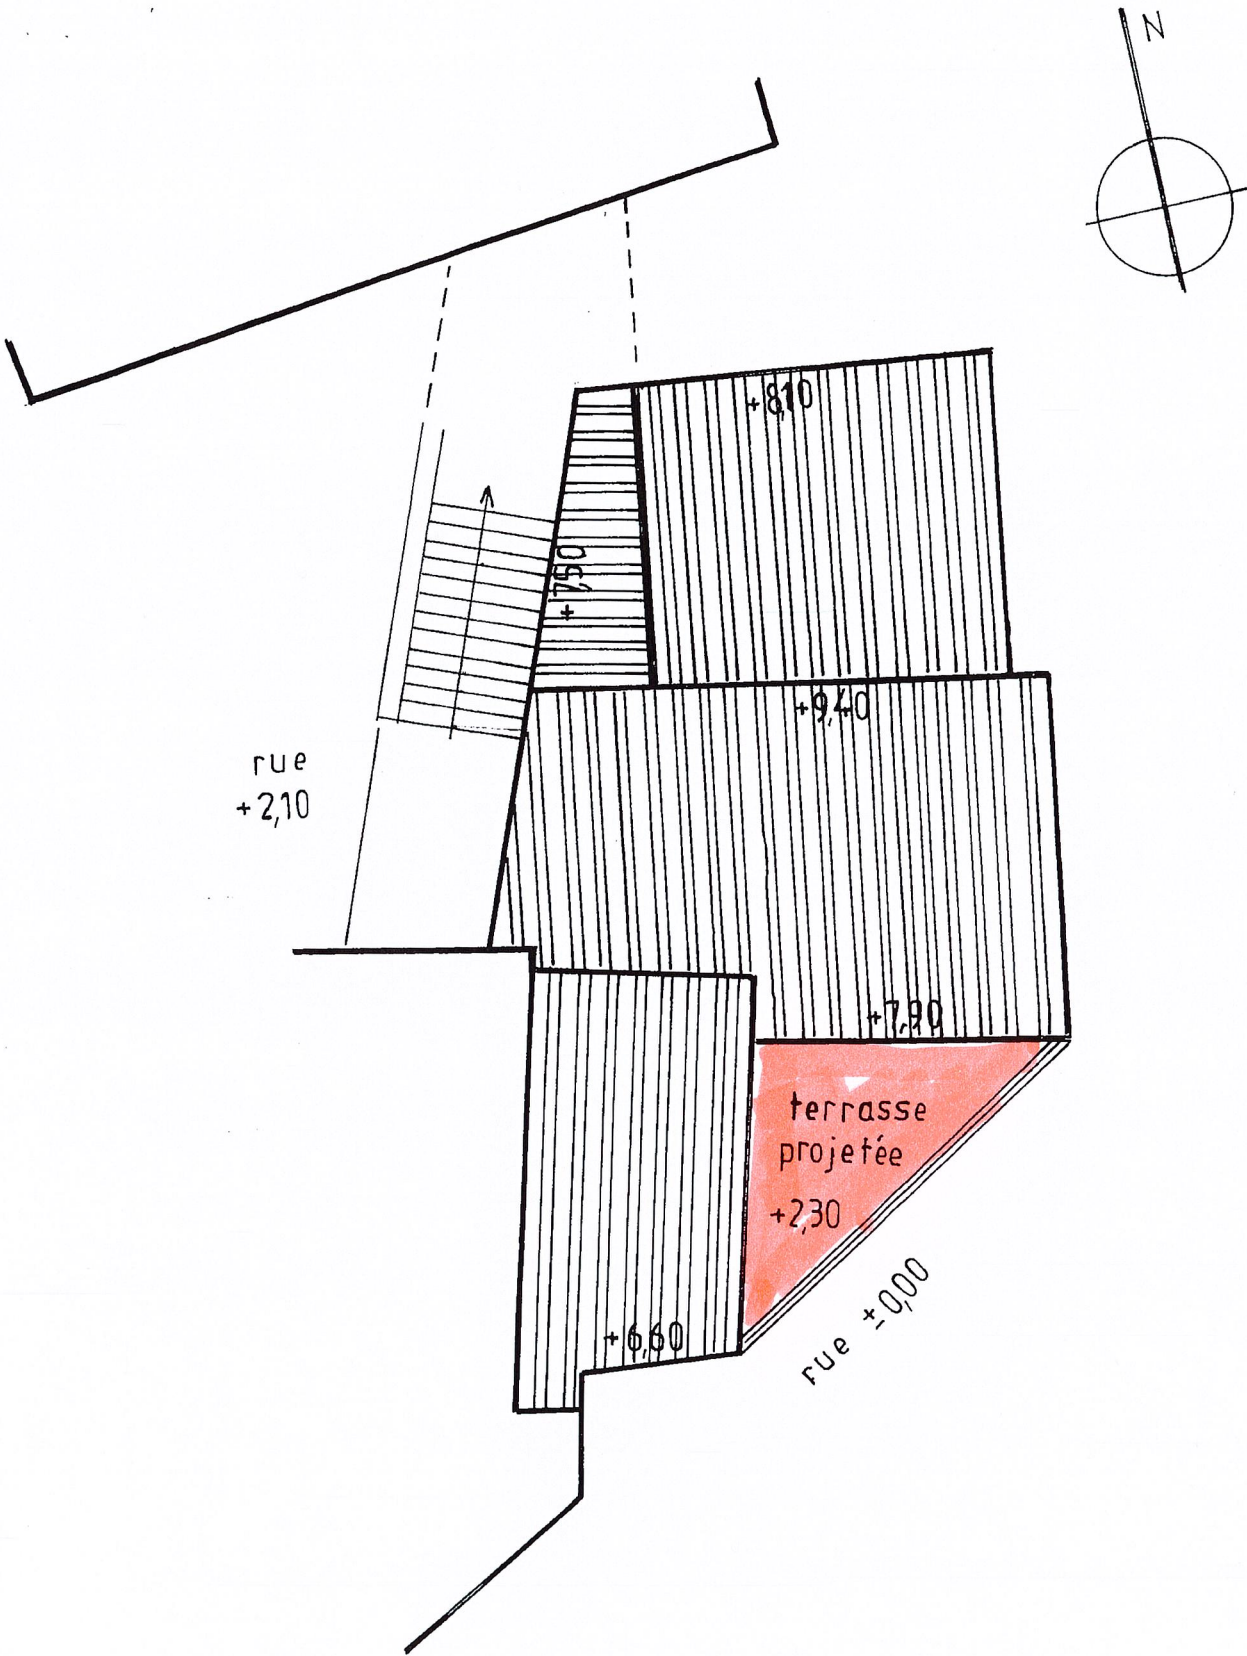 N
+8,10
+7,50
+9,40
rue
+2,10
+7,90
terrasse
projetée
+2,30
rue ±0,00
+6,60